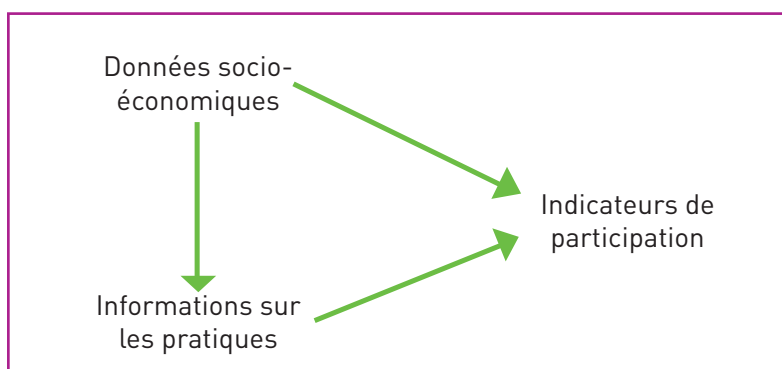 Données socio-
économiques
Indicateurs de
participation
Informations sur
les pratiques